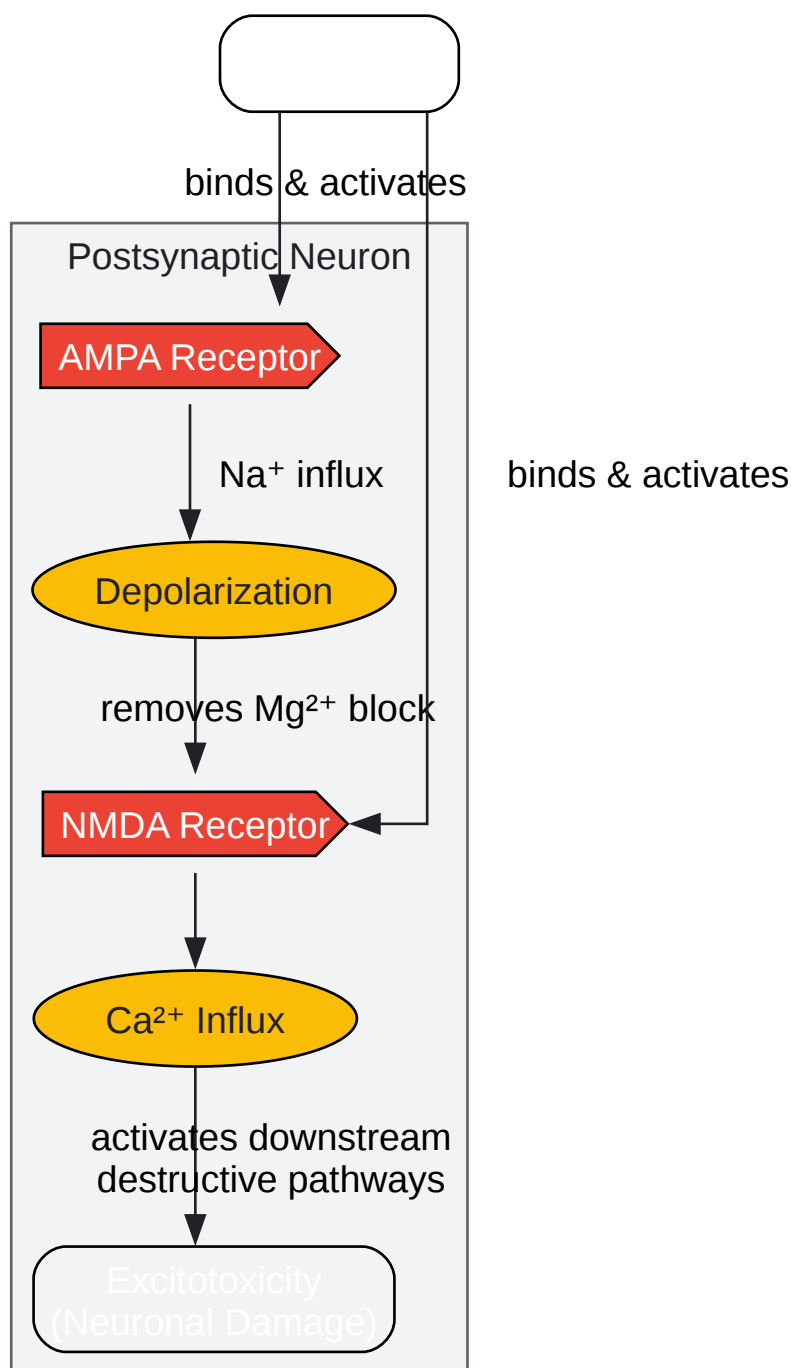 binds & activates
Postsynaptic Neuron
AMPA Receptor
Na⁺ influx
binds & activates
Depolarization
removes Mg²⁺ block
NMDA Receptor
Ca²⁺ Influx
activates downstream
destructive pathways
Excitotoxicity
(Neuronal Damage)